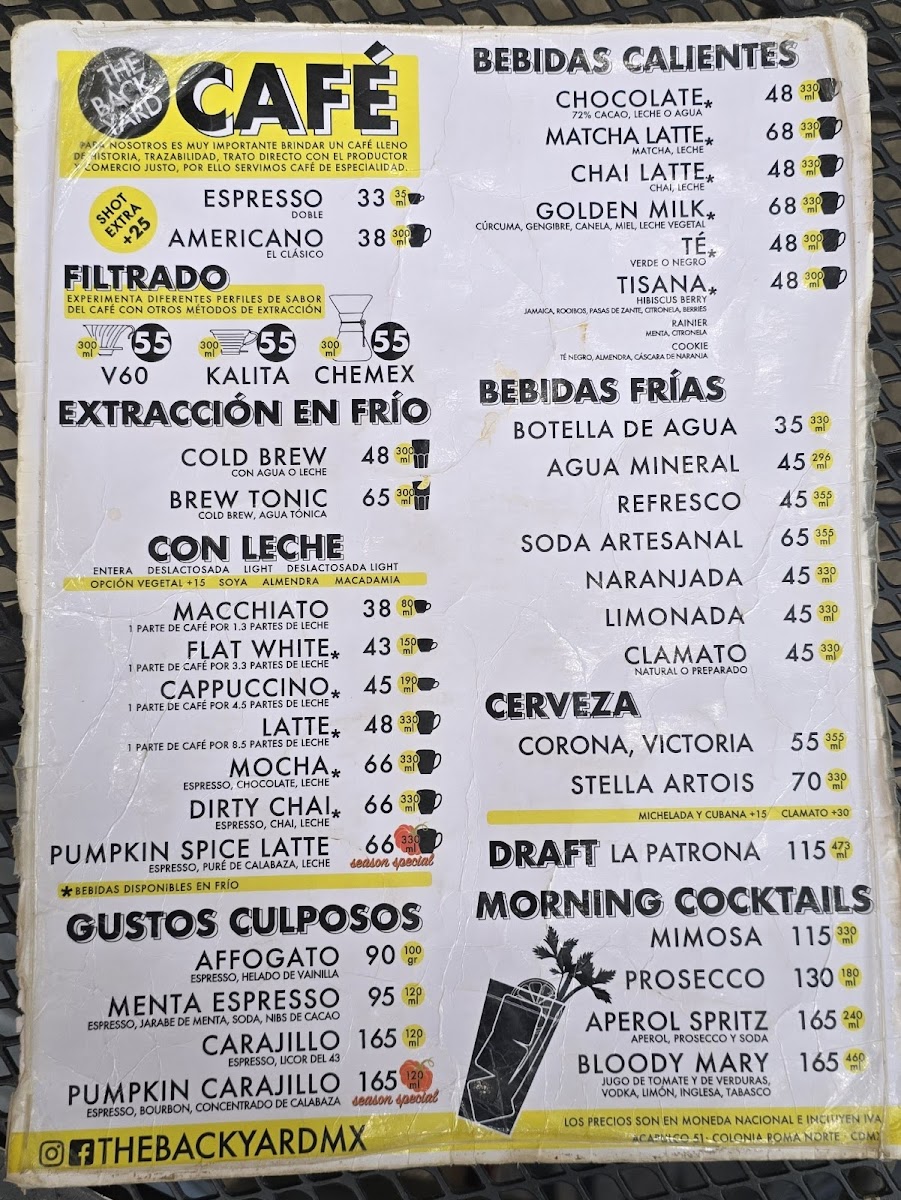 THE
BACK
YARD
CAFÉ
PARA NOSOTROS ES MUY IMPORTANTE BRINDAR UN CAFÉ LLENO
DE HISTORIA, TRAZABILIDAD, TRATO DIRECTO CON EL PRODUCTOR
Y COMERCIO JUSTO, POR ELLO SERVIMOS CAFÉ DE ESPECIALIDAD.
SHOT
EXTRA
+25
ESPRESSO 33 35 ml
DOBLE
AMERICANO 38 300 ml
EL CLÁSICO
FILTRADO
EXPERIMENTA DIFERENTES PERFILES DE SABOR
DEL CAFÉ CON OTROS MÉTODOS DE EXTRACCIÓN
300 ml 55 300 ml 55 300 ml 55
V60 KALITA CHEMEX
EXTRACCIÓN EN FRÍO
COLD BREW 48 300 ml
CON AGUA O LECHE
BREW TONIC 65 300 ml
COLD BREW, AGUA TÓNICA
CON LECHE
ENTERA DESLACTOSADA LIGHT DESLACTOSADA LIGHT
OPCIÓN VEGETAL +15 SOYA ALMENDRA MACADAMIA
MACCHIATO 38 80 ml
1 PARTE DE CAFÉ POR 1.3 PARTES DE LECHE
FLAT WHITE* 43 150 ml
1 PARTE DE CAFÉ POR 3.3 PARTES DE LECHE
CAPPUCCINO* 45 190 ml
1 PARTE DE CAFÉ POR 4.5 PARTES DE LECHE
LATTE* 48 330 ml
1 PARTE DE CAFÉ POR 8.5 PARTES DE LECHE
MOCHA* 66 330 ml
ESPRESSO, CHOCOLATE, LECHE
DIRTY CHAI* 66 330 ml
ESPRESSO, CHAI, LECHE
PUMPKIN SPICE LATTE 66 330 ml
ESPRESSO, PURÉ DE CALABAZA, LECHE season special
*BEBIDAS DISPONIBLES EN FRÍO
GUSTOS CULPOSOS
AFFOGATO 90 100 gr
ESPRESSO, HELADO DE VAINILLA
MENTA ESPRESSO 95 120 ml
ESPRESSO, JARABE DE MENTA, SODA, NIBS DE CACAO
CARAJILLO 165 120 ml
ESPRESSO, LICOR DEL 43
PUMPKIN CARAJILLO 165 120 ml
ESPRESSO, BOURBON, CONCENTRADO DE CALABAZA season special
THEBACKYARDMX
BEBIDAS CALIENTES
CHOCOLATE* 48 330 ml
72% CACAO, LECHE O AGUA
MATCHA LATTE* 68 330 ml
MATCHA, LECHE
CHAI LATTE* 48 330 ml
CHAI, LECHE
GOLDEN MILK* 68 330 ml
CÚRCUMA, GENGIBRE, CANELA, MIEL, LECHE VEGETAL
TÉ* 48 300 ml
VERDE O NEGRO
TISANA* 48 300 ml
HIBISCUS BERRY
JAMAICA, ROOIBOS, PASAS DE ZANTE, CITRONELA, BERRIES
RAINIER
MENTA, CITRONELA
COOKIE
TÉ NEGRO, ALMENDRA, CÁSCARA DE NARANJA
BEBIDAS FRÍAS
BOTELLA DE AGUA 35 330 ml
AGUA MINERAL 45 296 ml
REFRESCO 45 355 ml
SODA ARTESANAL 65 355 ml
NARANJADA 45 330 ml
LIMONADA 45 330 ml
CLAMATO 45 330 ml
NATURAL O PREPARADO
CERVEZA
CORONA, VICTORIA 55 355 ml
STELLA ARTOIS 70 330 ml
MICHELADA Y CUBANA +15 CLAMATO +30
DRAFT LA PATRONA 115 473 ml
MORNING COCKTAILS
MIMOSA 115 330 ml
PROSECCO 130 180 ml
APEROL SPRITZ 165 240 ml
APEROL, PROSECCO Y SODA
BLOODY MARY 165 460 ml
JUGO DE TOMATE Y DE VERDURAS,
VODKA, LIMÓN, INGLESA, TABASCO
LOS PRECIOS SON EN MONEDA NACIONAL E INCLUYEN IVA
ACAPULCO 51 · COLONIA ROMA NORTE · CDMX